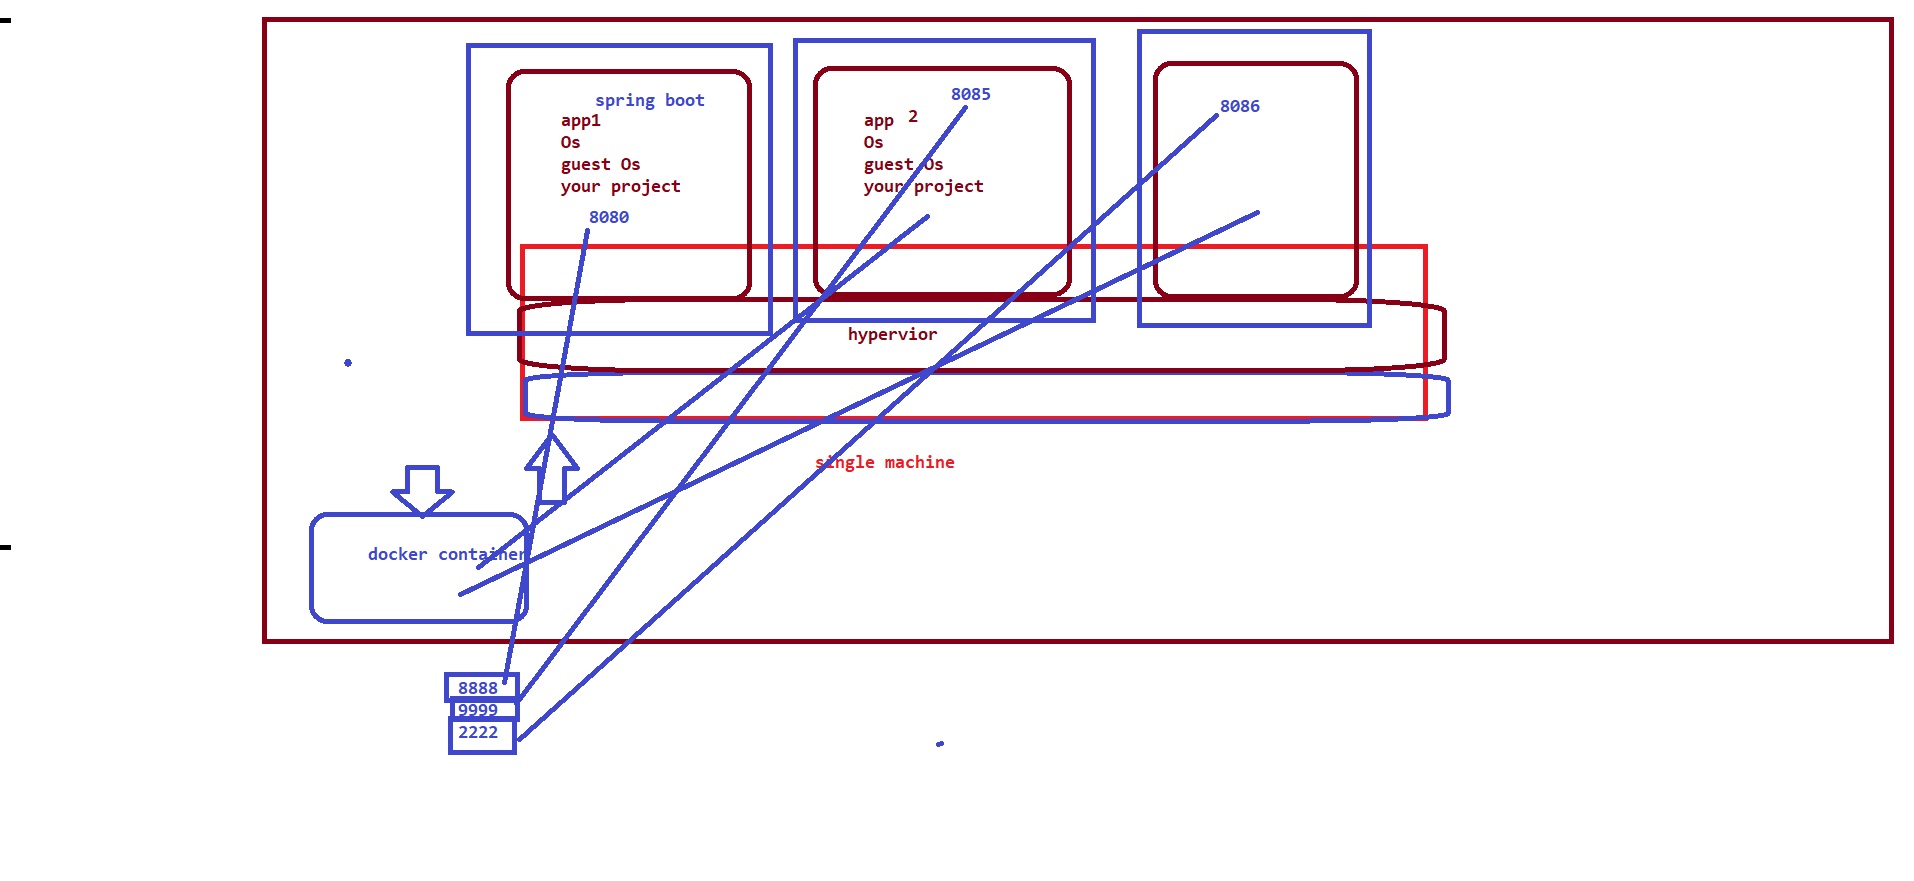 spring boot
app1
Os
guest Os
your project
8080
8085
app 2
Os
guest Os
your project
8086
hypervior
single machine
docker container
8888
9999
2222